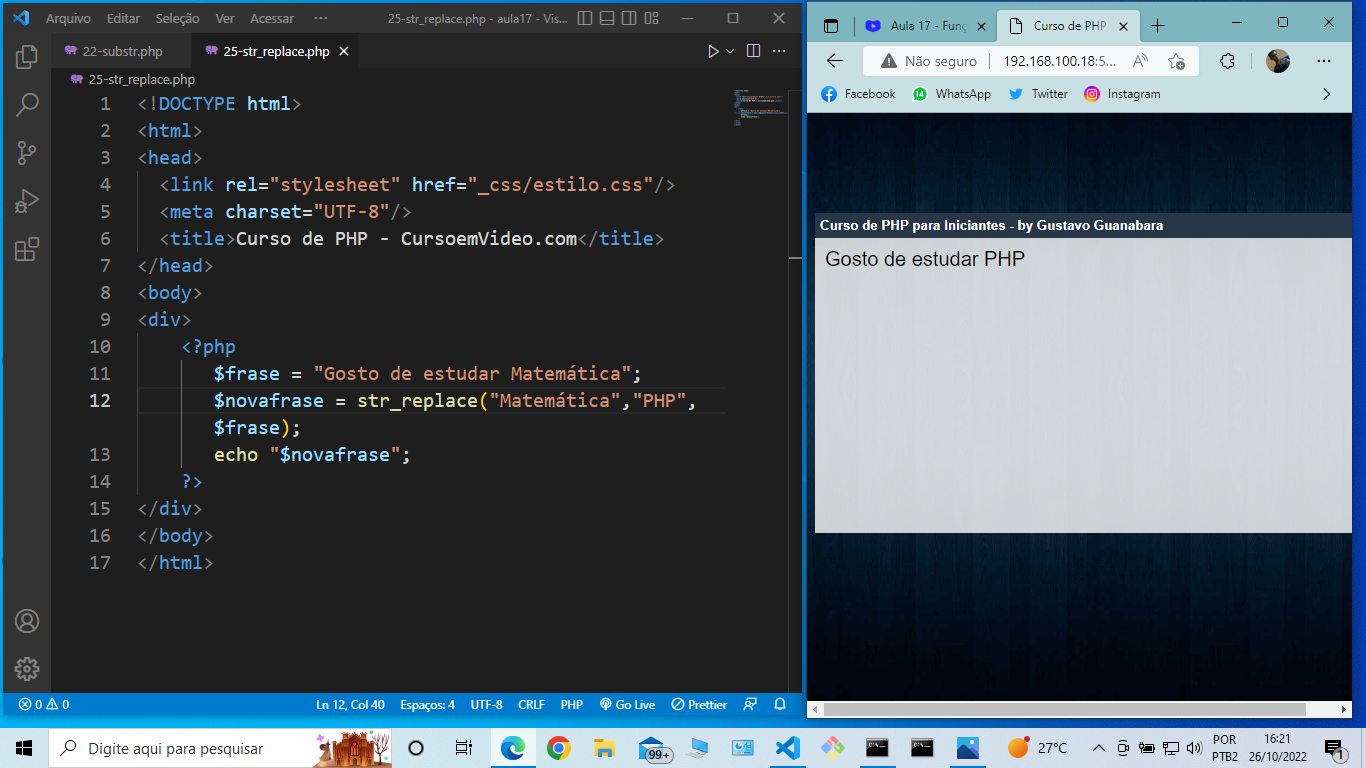 Arquivo Editar Seleção Ver Acessar ··· 25-str_replace.php - aula17 - Vis...
22-substr.php 25-str_replace.php
25-str_replace.php
1 <!DOCTYPE html>
2 <html>
3 <head>
4 <link rel="stylesheet" href="_css/estilo.css"/>
5 <meta charset="UTF-8"/>
6 <title>Curso de PHP - CursoemVideo.com</title>
7 </head>
8 <body>
9 <div>
10 <?php
11 $frase = "Gosto de estudar Matemática";
12 $novafrase = str_replace("Matemática","PHP",
$frase);
13 echo "$novafrase";
14 ?>
15 </div>
16 </body>
17 </html>
0 0 Ln 12, Col 40 Espaços: 4 UTF-8 CRLF PHP Go Live Prettier
Aula 17 - Funç Curso de PHP
Não seguro 192.168.100.18:5...
Facebook 14 WhatsApp Twitter Instagram
Curso de PHP para Iniciantes - by Gustavo Guanabara
Gosto de estudar PHP
Digite aqui para pesquisar 99+ 27°C POR 16:21
PTB2 26/10/2022 1